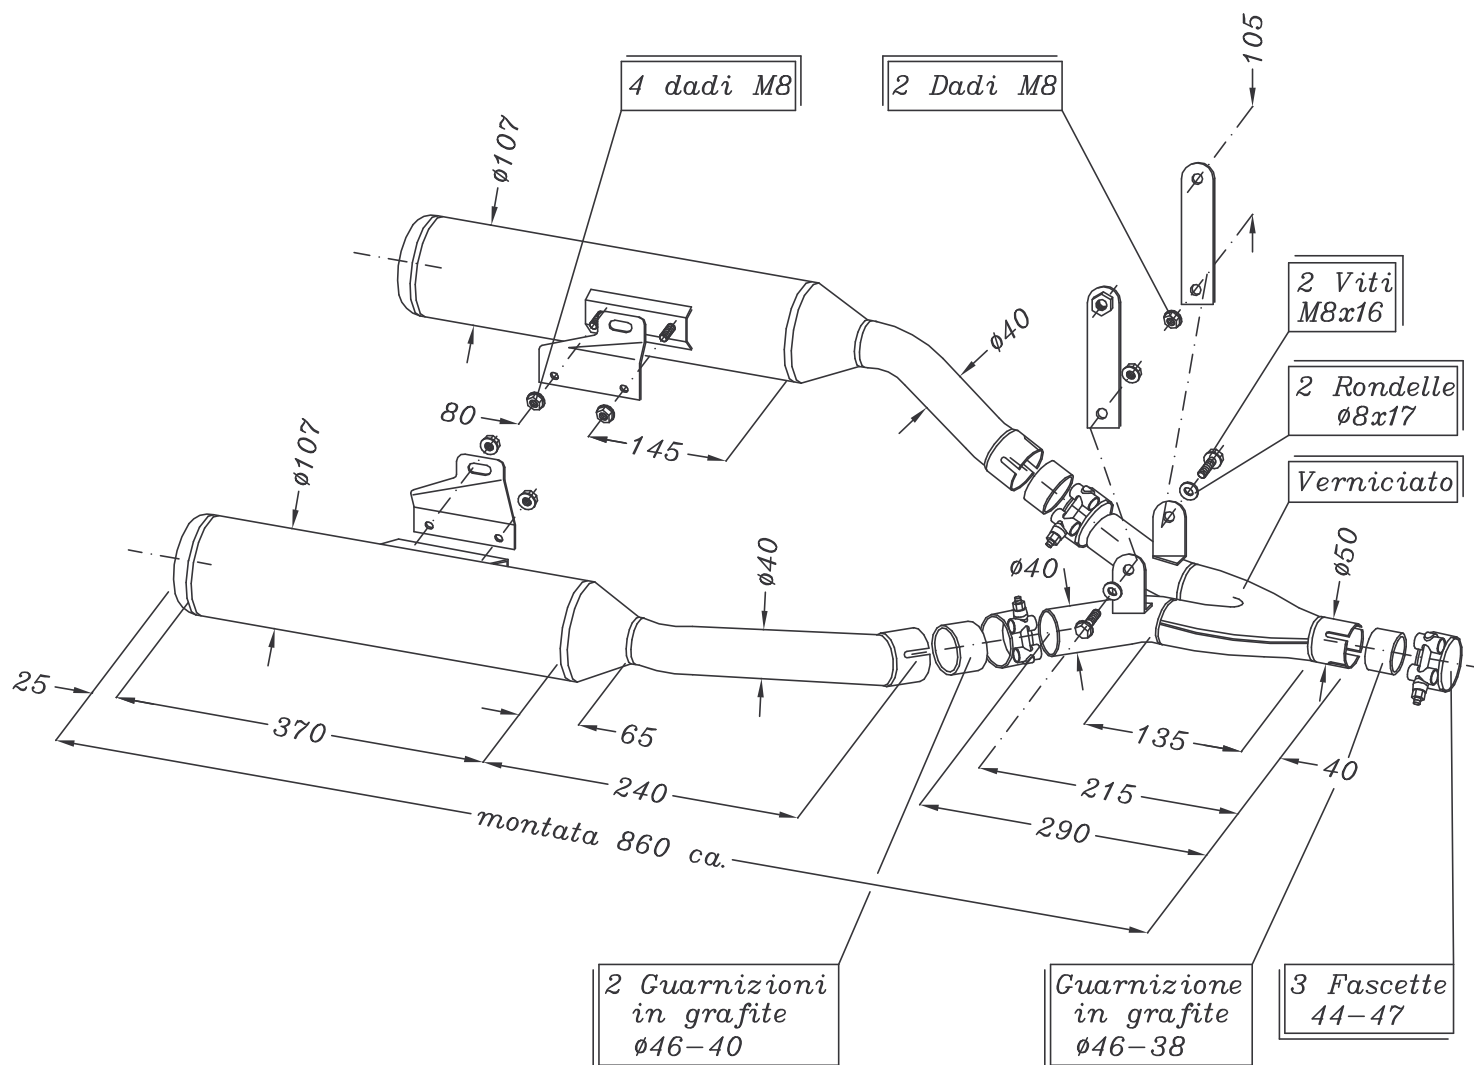 105
4 dadi M8
2 Dadi M8
ø107
2 Viti
M8x16
ø40
2 Rondelle
ø8x17
80
145
ø107
Verniciato
ø40
ø40
ø50
25
370
65
135
40
240
215
290
montata 860 ca.
2 Guarnizioni
in grafite
ø46-40
Guarnizione
in grafite
ø46-38
3 Fascette
44-47